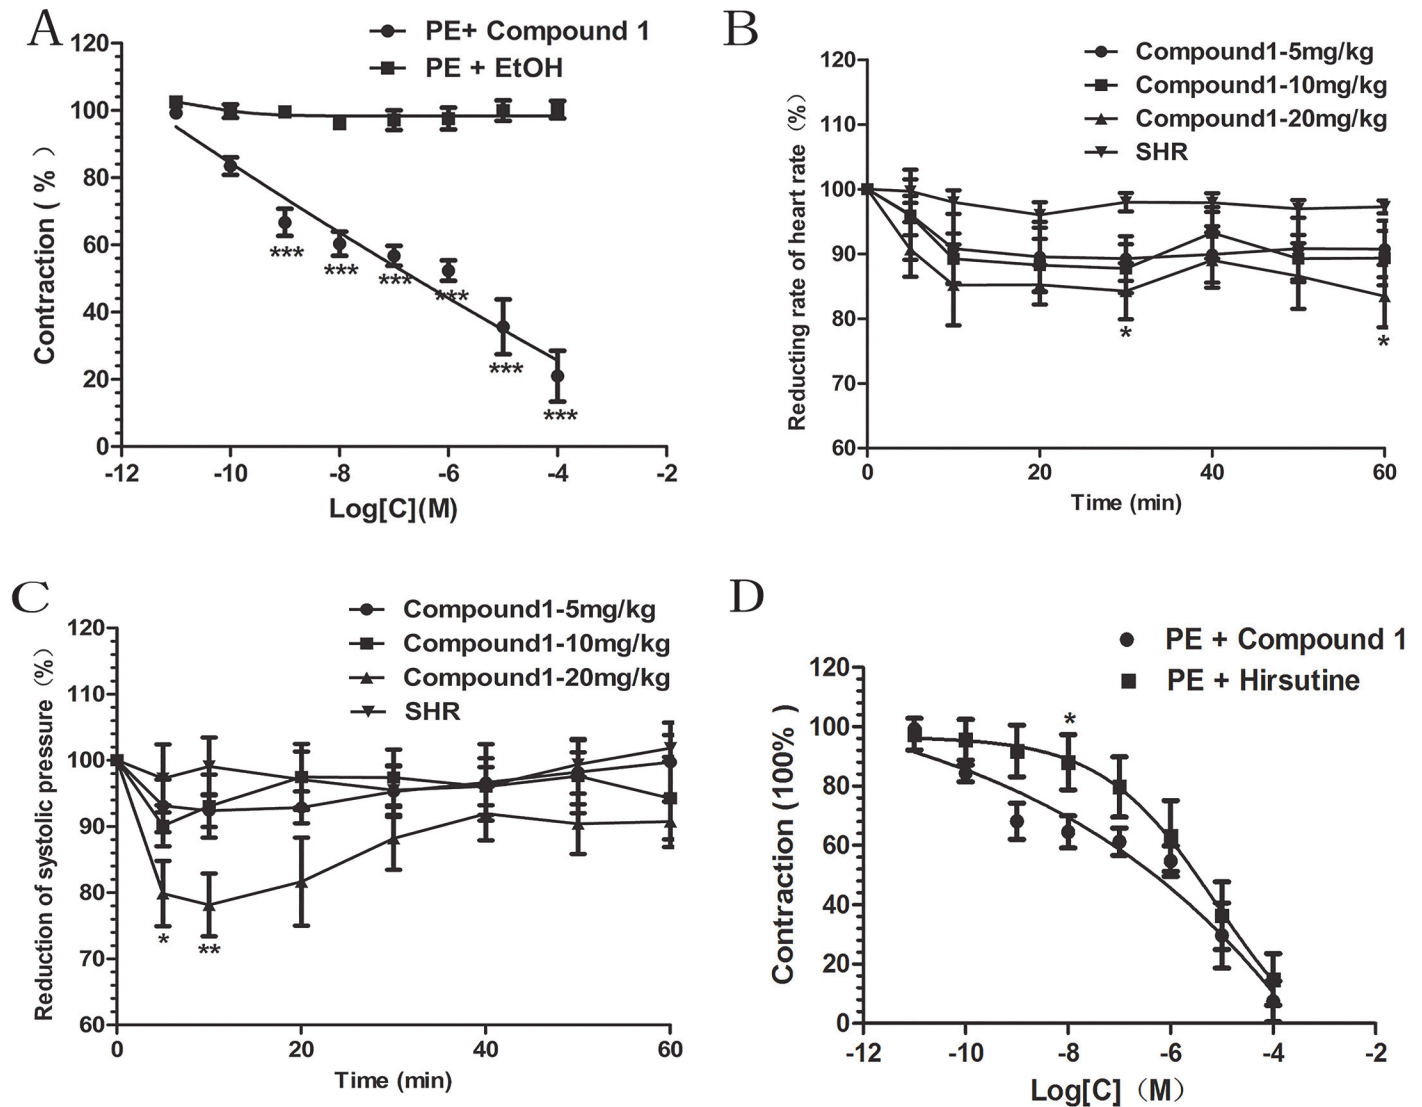 A
PE+ Compound 1
PE + EtOH
120
100
80
60
40
20
0
Contraction ( % )
***
***
***
***
***
***
-12
-10
-8
-6
-4
-2
Log[C](M)
B
Compound1-5mg/kg
Compound1-10mg/kg
Compound1-20mg/kg
SHR
120
110
100
90
80
70
60
Reducting rate of heart rate (%)
*
*
0
20
40
60
Time (min)
C
Compound1-5mg/kg
Compound1-10mg/kg
Compound1-20mg/kg
SHR
120
110
100
90
80
70
60
Reduction of systolic pressure (%)
*
**
0
20
40
60
Time (min)
D
PE + Compound 1
PE + Hirsutine
120
100
80
60
40
20
0
Contraction (100% )
*
-12
-10
-8
-6
-4
-2
Log[C] (M)